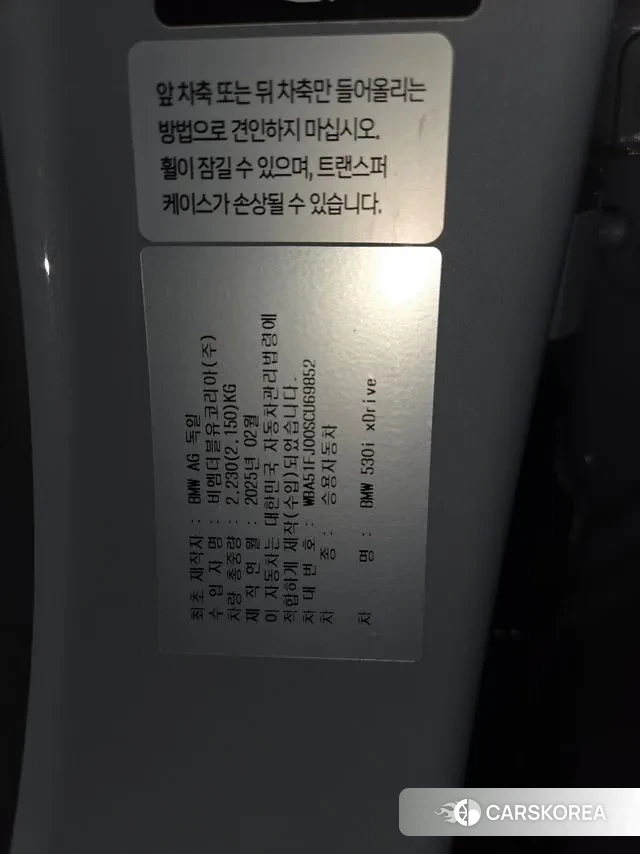 앞 차축 또는 뒤 차축만 들어올리는
방법으로 견인하지 마십시오.
휠이 잠길 수 있으며, 트랜스퍼
케이스가 손상될 수 있습니다.
최초 제작자 : BMW AG 독일
수 입 자 명 : 비엠더블유코리아(주)
차량 총중량 : 2,230(2,150)KG
제 작 연 월 : 2025년 02월
이 자동차는 대한민국 자동차관리법령에
적합하게 제작(수입)되었습니다.
차 대 번 호 : WBA51FJ00SCU69852
차 종 : 승용자동차
차 명 : BMW 530i xDrive
CARSKOREA